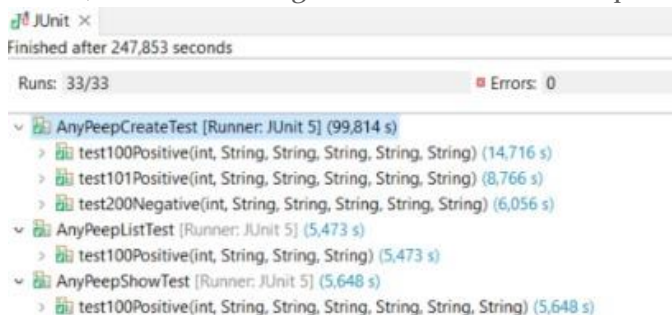 JUnit ×
Finished after 247,853 seconds
Runs: 33/33 Errors: 0
AnyPeepCreateTest [Runner: JUnit 5] (99,814 s)
test100Positive(int, String, String, String, String, String) (14,716 s)
test101Positive(int, String, String, String, String, String) (8,766 s)
test200Negative(int, String, String, String, String, String) (6,056 s)
AnyPeepListTest [Runner: JUnit 5] (5,473 s)
test100Positive(int, String, String, String) (5,473 s)
AnyPeepShowTest [Runner: JUnit 5] (5,648 s)
test100Positive(int, String, String, String, String, String, String) (5,648 s)